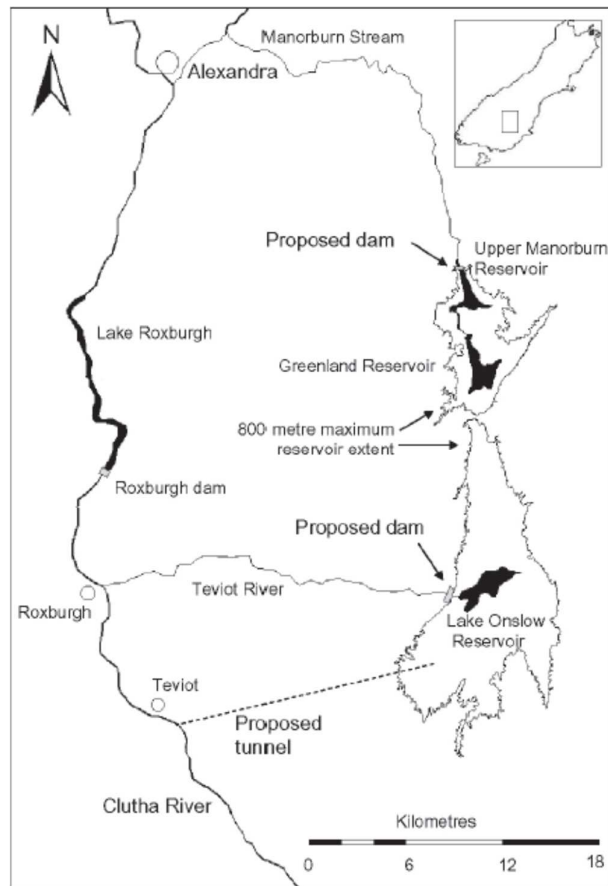 N
Manorburn Stream
Alexandra
Proposed dam
Upper Manorburn
Reservoir
Lake Roxburgh
Greenland Reservoir
800 metre maximum
reservoir extent
Roxburgh dam
Proposed dam
Teviot River
Roxburgh
Lake Onslow
Reservoir
Teviot
Proposed
tunnel
Clutha River
Kilometres
0 6 12 18